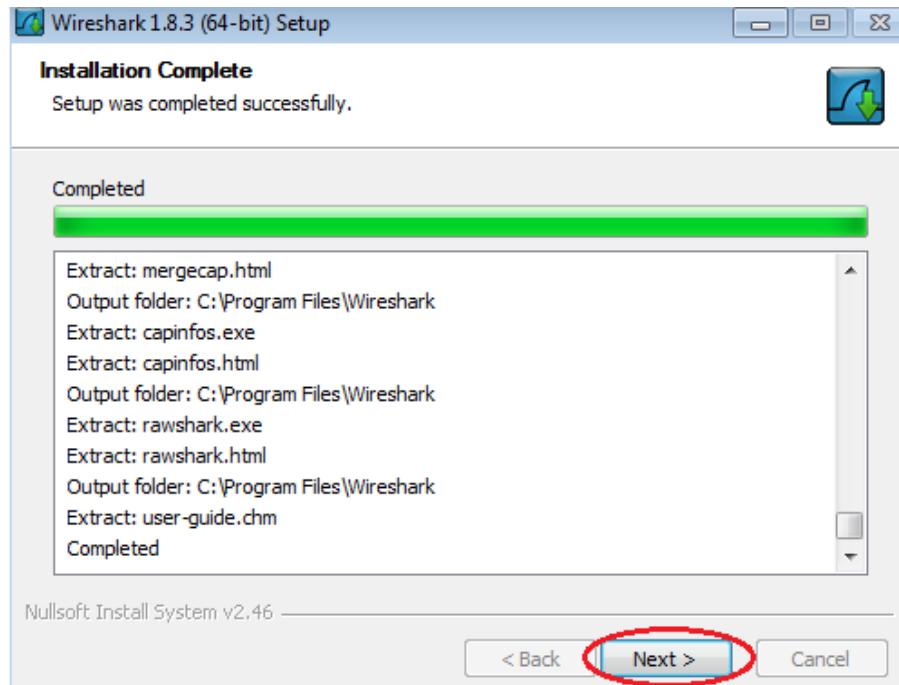 Wireshark 1.8.3 (64-bit) Setup
Installation Complete
Setup was completed successfully.
Completed
Extract: mergecap.html
Output folder: C:\Program Files\Wireshark
Extract: capinfos.exe
Extract: capinfos.html
Output folder: C:\Program Files\Wireshark
Extract: rawshark.exe
Extract: rawshark.html
Output folder: C:\Program Files\Wireshark
Extract: user-guide.chm
Completed
Nullsoft Install System v2.46
< Back
Next >
Cancel